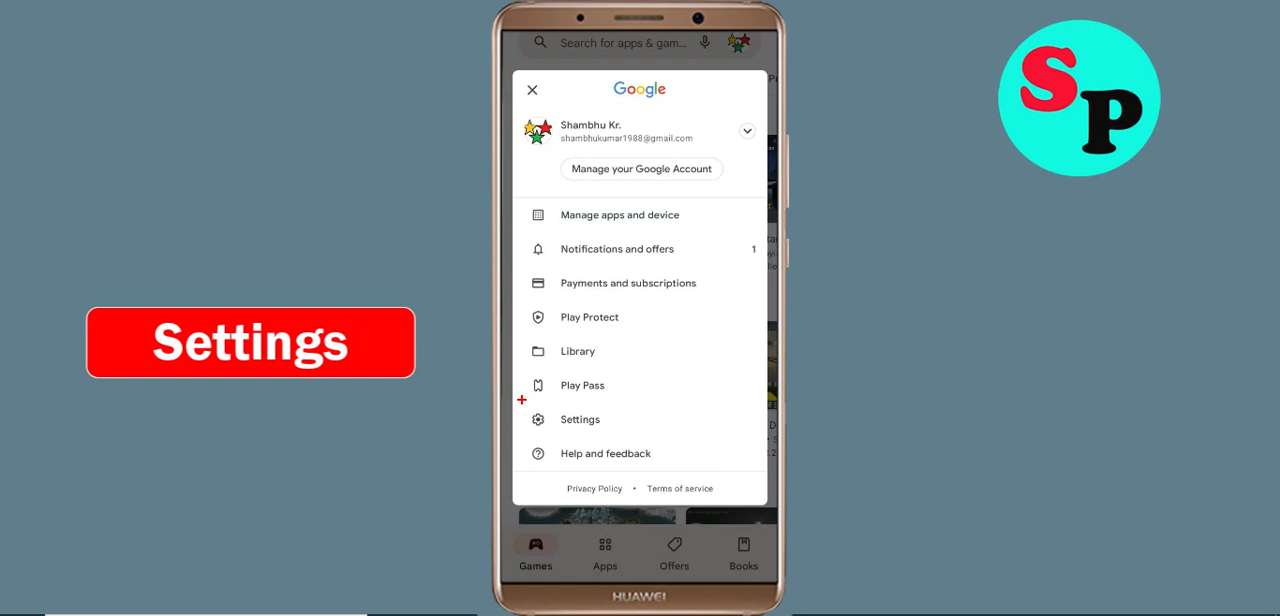 Search for apps & gam...
Google
Shambhu Kr.
shambhukumar1988@gmail.com
Manage your Google Account
Manage apps and device
Notifications and offers 1
Payments and subscriptions
Play Protect
Library
Play Pass
Settings
Help and feedback
Privacy Policy • Terms of service
Games Apps Offers Books
HUAWEI
Settings
SP